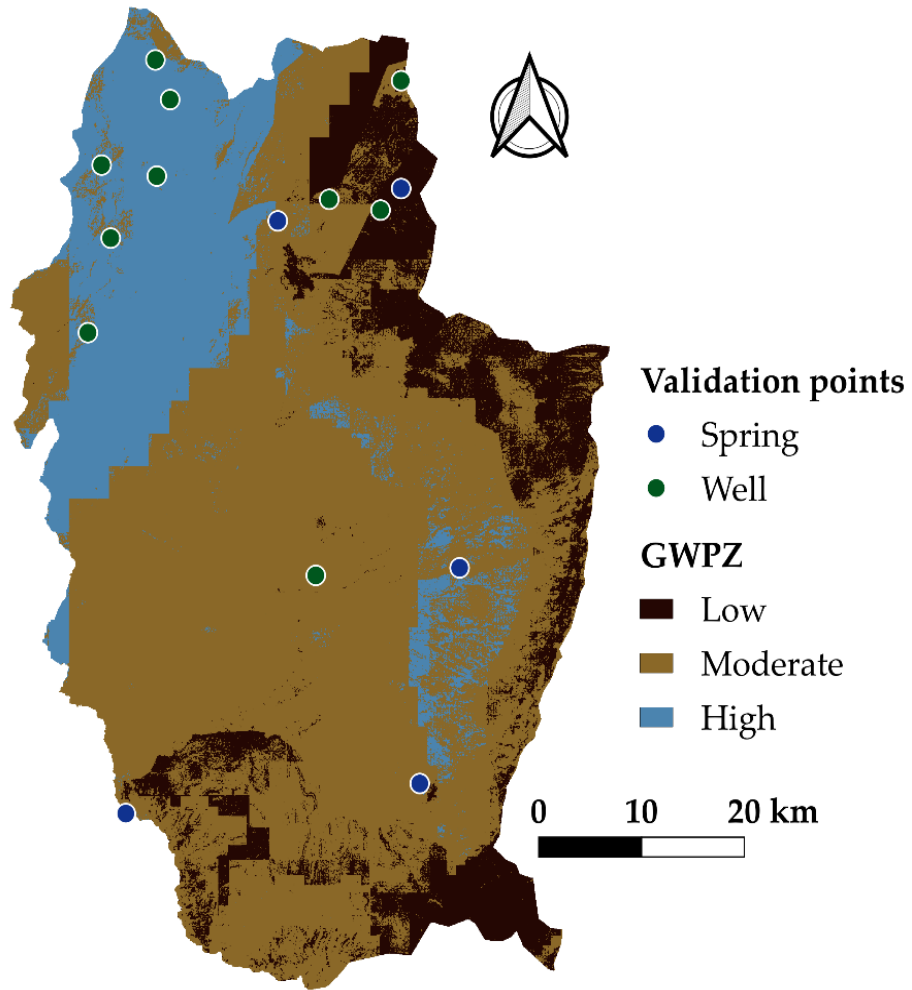 Validation points
Spring
Well
GWPZ
Low
Moderate
High
0 10 20 km